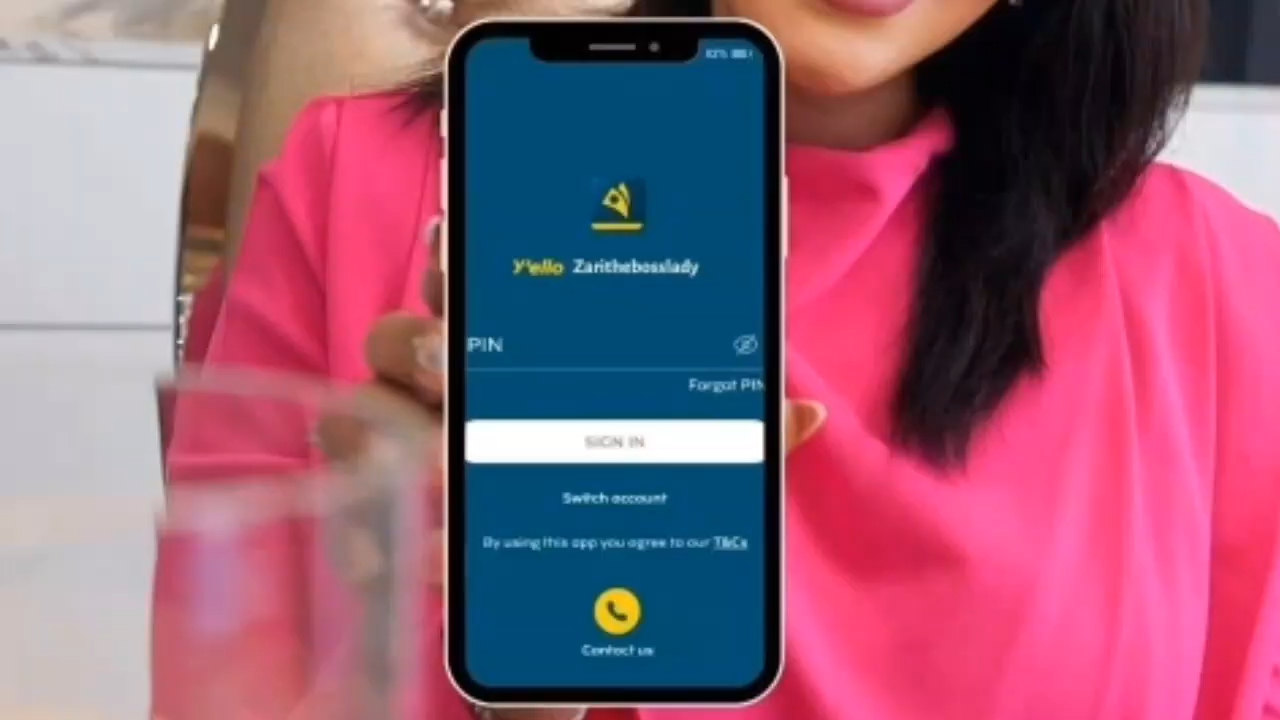 Y'ello Zarithebosslady
PIN
Forgot PIN
SIGN IN
Switch account
By using this app you agree to our T&Cs
Contact us